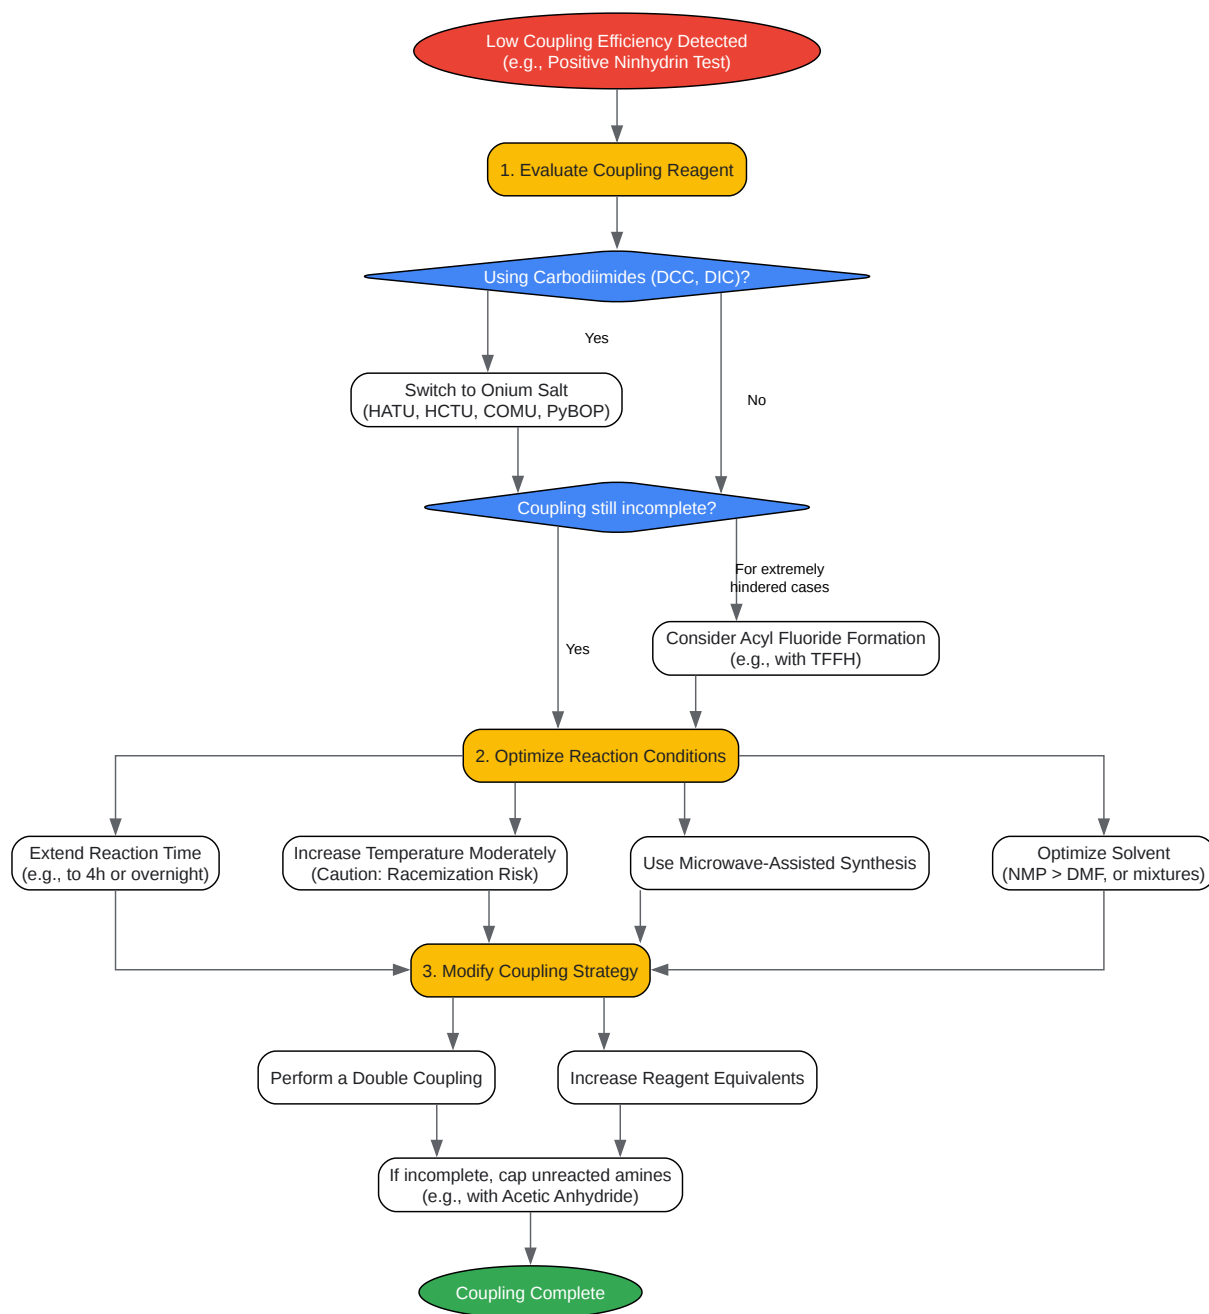 Low Coupling Efficiency Detected
(e.g., Positive Ninhydrin Test)
1. Evaluate Coupling Reagent
Using Carbodiimides (DCC, DIC)?
Yes
Switch to Onium Salt
(HATU, HCTU, COMU, PyBOP)
No
Coupling still incomplete?
For extremely
hindered cases
Yes
Consider Acyl Fluoride Formation
(e.g., with TFFH)
2. Optimize Reaction Conditions
Extend Reaction Time
(e.g., to 4h or overnight)
Increase Temperature Moderately
(Caution: Racemization Risk)
Use Microwave-Assisted Synthesis
Optimize Solvent
(NMP > DMF, or mixtures)
3. Modify Coupling Strategy
Perform a Double Coupling
Increase Reagent Equivalents
If incomplete, cap unreacted amines
(e.g., with Acetic Anhydride)
Coupling Complete